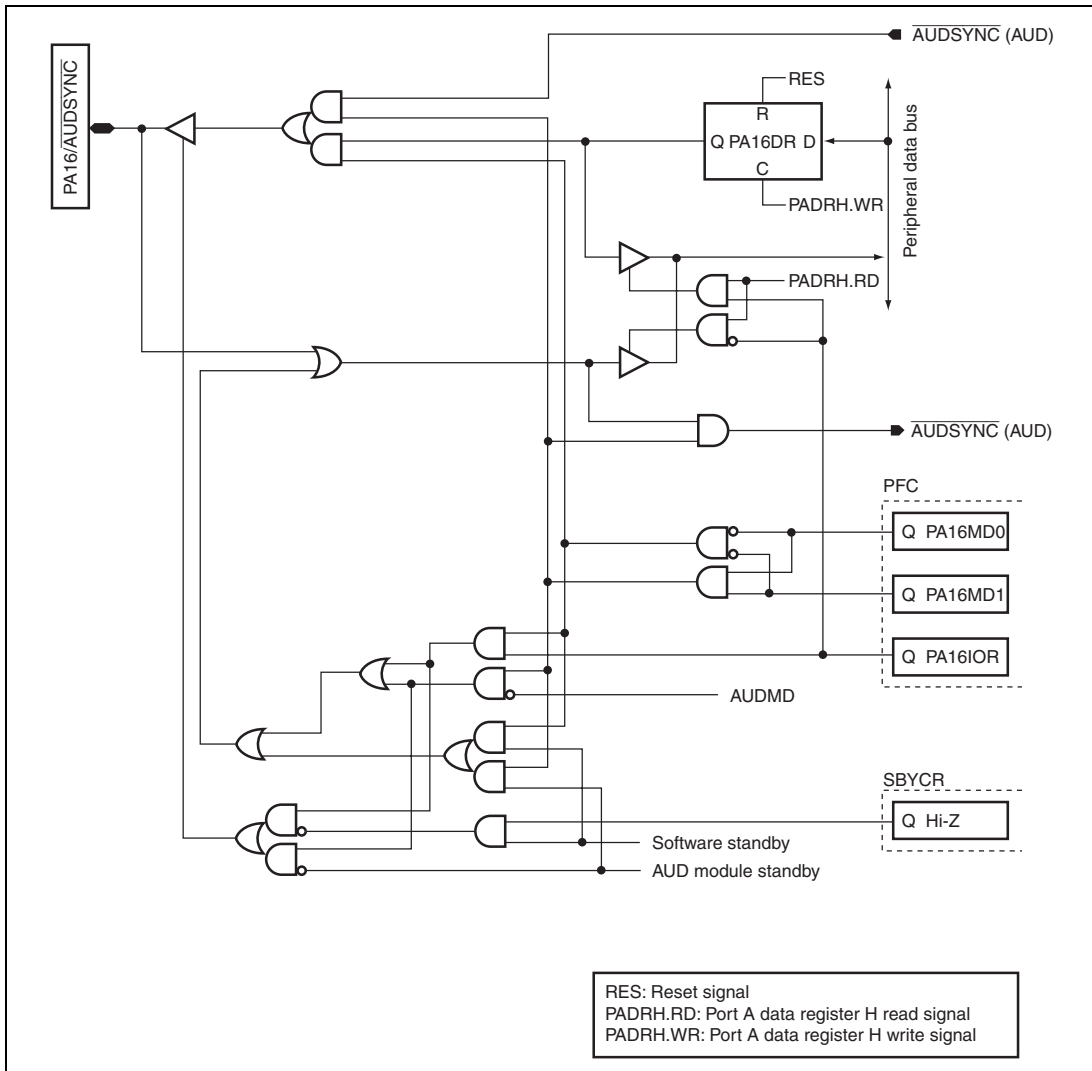 AUDSYNC (AUD)
PA16/AUDSYNC
RES
R
Q PA16DR D
C
PADRH.WR
Peripheral data bus
PADRH.RD
AUDSYNC (AUD)
PFC
Q PA16MD0
Q PA16MD1
Q PA16IOR
AUDMD
SBYCR
Q Hi-Z
Software standby
AUD module standby
RES: Reset signal
PADRH.RD: Port A data register H read signal
PADRH.WR: Port A data register H write signal